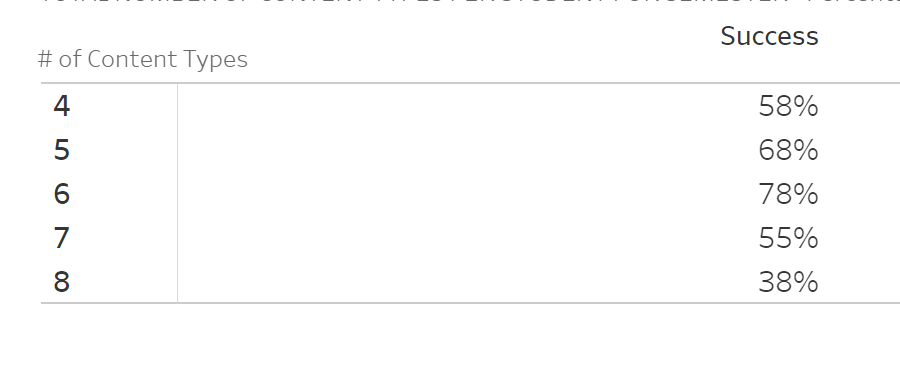 Success
# of Content Types
4 58%
5 68%
6 78%
7 55%
8 38%